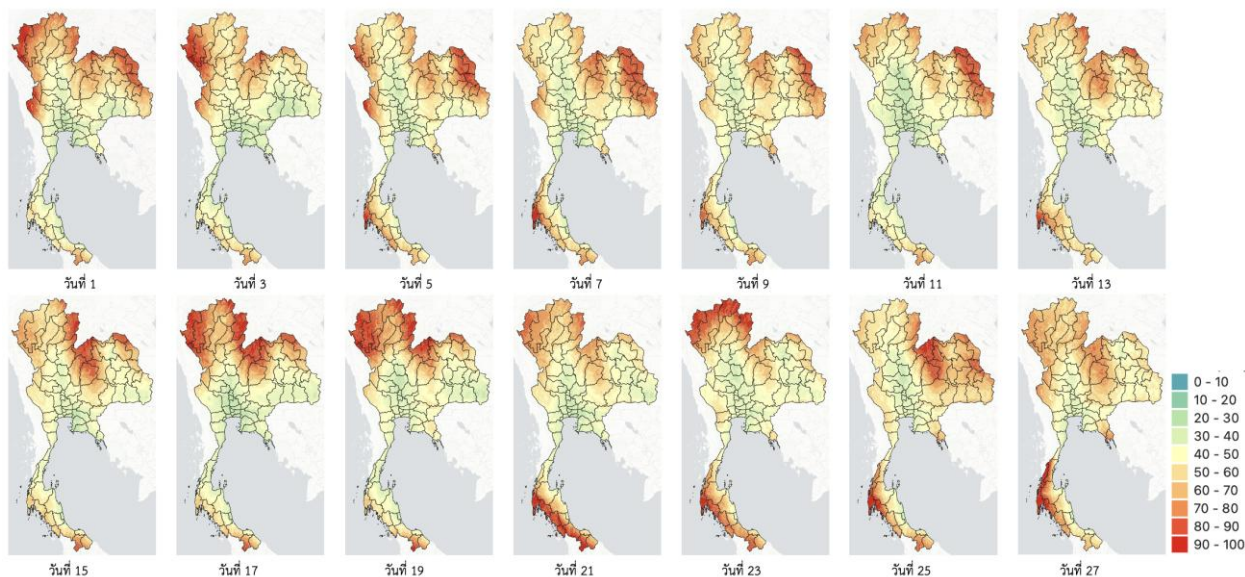 วันที่ 1
วันที่ 3
วันที่ 5
วันที่ 7
วันที่ 9
วันที่ 11
วันที่ 13
วันที่ 15
วันที่ 17
วันที่ 19
วันที่ 21
วันที่ 23
วันที่ 25
วันที่ 27
0 - 10
10 - 20
20 - 30
30 - 40
40 - 50
50 - 60
60 - 70
70 - 80
80 - 90
90 - 100